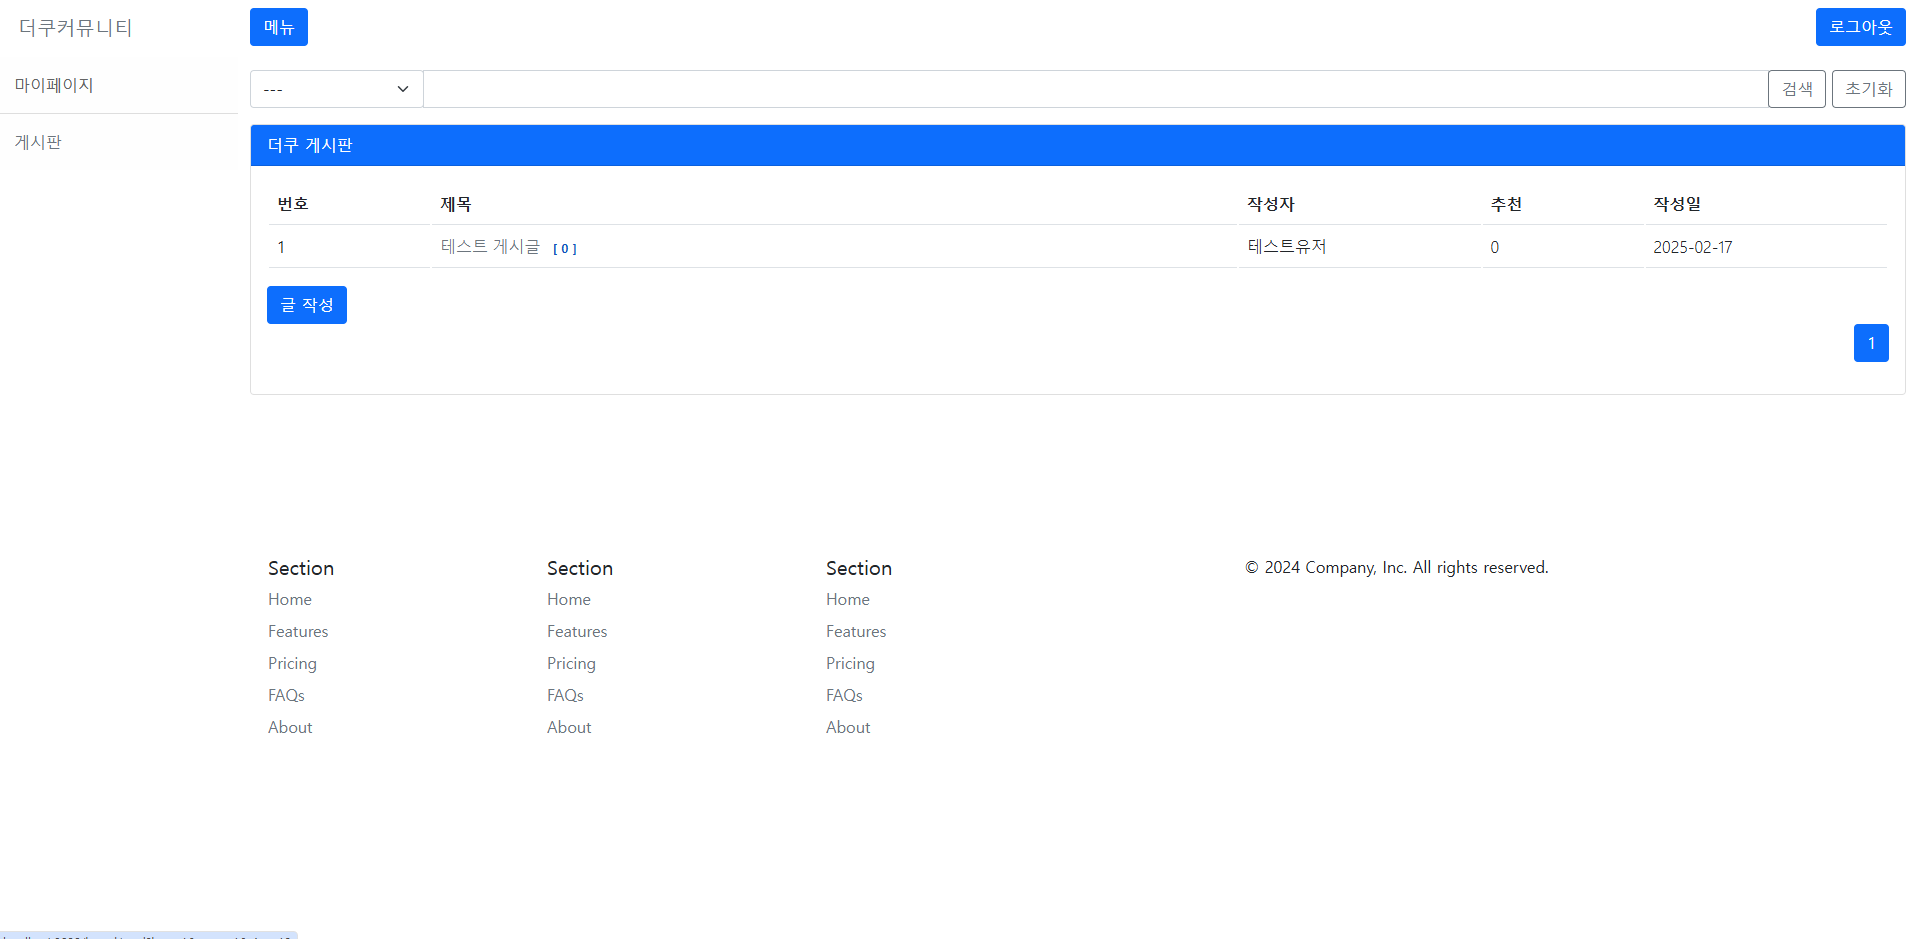 더쿠커뮤니티
메뉴
로그아웃
마이페이지
게시판
---
검색
초기화
더쿠 게시판
번호 제목 작성자 추천 작성일
1 테스트 게시글 [ 0 ] 테스트유저 0 2025-02-17
글 작성
1
Section
Home
Features
Pricing
FAQs
About
Section
Home
Features
Pricing
FAQs
About
Section
Home
Features
Pricing
FAQs
About
© 2024 Company, Inc. All rights reserved.